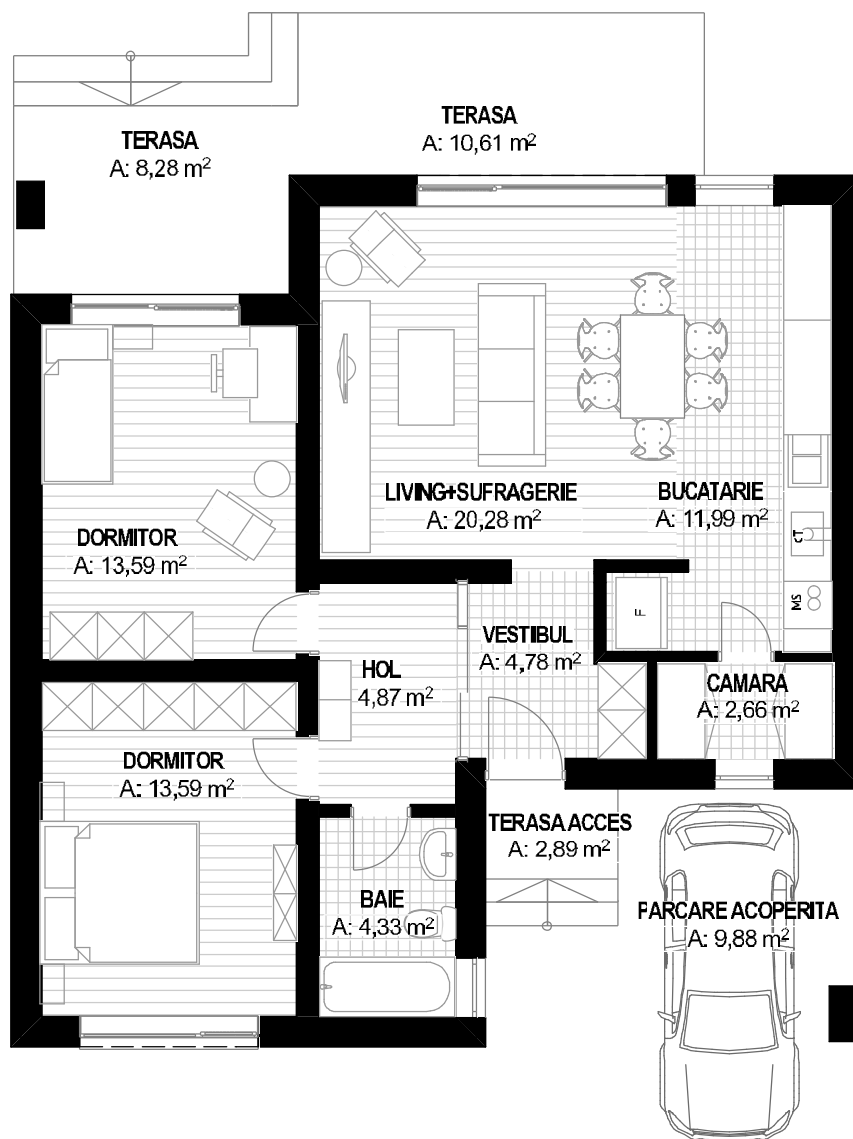 TERASA
A: 10,61 m²
TERASA
A: 8,28 m²
LIVING+SUFRAGERIE
A: 20,28 m²
BUCATARIE
A: 11,99 m²
DORMITOR
A: 13,59 m²
CT
MS
F
VESTIBUL
A: 4,78 m²
HOL
4,87 m²
CAMARA
A: 2,66 m²
DORMITOR
A: 13,59 m²
TERASA ACCES
A: 2,89 m²
BAIE
A: 4,33 m²
PARCARE ACOPERITA
A: 9,88 m²